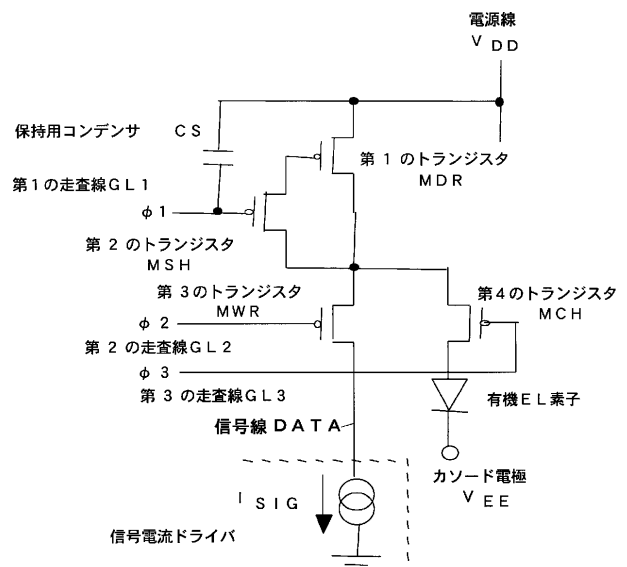 電源線
V DD
保持用コンデンサ CS
第1のトランジスタ
MDR
第1の走査線GL1
φ1
第2のトランジスタ
MSH
第3のトランジスタ
MWR
第4のトランジスタ
MCH
φ2
第2の走査線GL2
φ3
第3の走査線GL3
有機EL素子
信号線DATA
カソード電極
V EE
I SIG
信号電流ドライバ